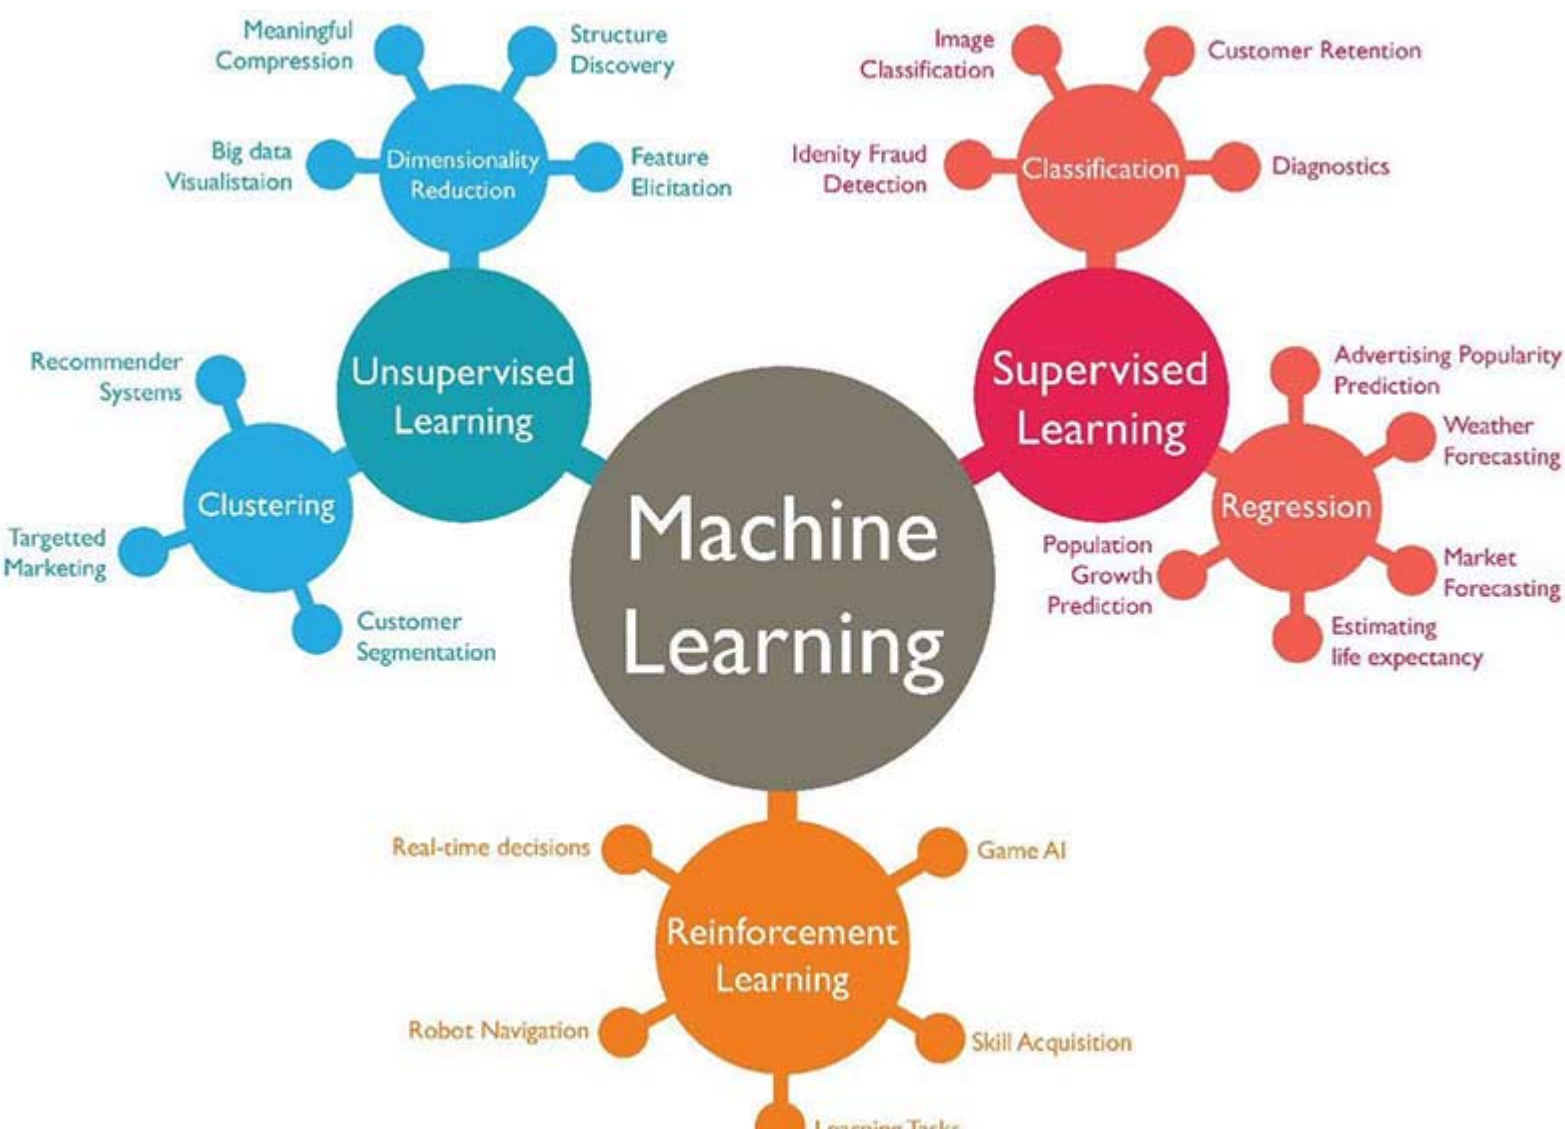 Meaningful
Compression
Structure
Discovery
Big data
Visualistaion
Dimensionality
Reduction
Feature
Elicitation
Image
Classification
Customer Retention
Idenity Fraud
Detection
Classification
Diagnostics
Unsupervised
Learning
Recommender
Systems
Clustering
Targetted
Marketing
Customer
Segmentation
Supervised
Learning
Advertising Popularity
Prediction
Weather
Forecasting
Regression
Population
Growth
Prediction
Market
Forecasting
Estimating
life expectancy
Machine
Learning
Real-time decisions
Game AI
Reinforcement
Learning
Robot Navigation
Skill Acquisition
Learning Tasks